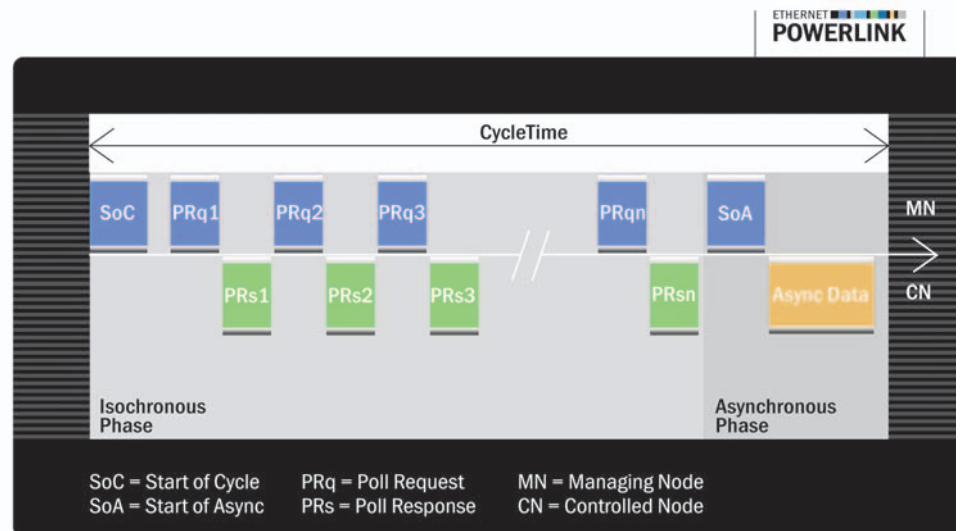 ETHERNET
POWERLINK
CycleTime
SoC PRq1 PRq2 PRq3 PRqn SoA MN
PRs1 PRs2 PRs3 PRsn Async Data CN
Isochronous
Phase
Asynchronous
Phase
SoC = Start of Cycle PRq = Poll Request MN = Managing Node
SoA = Start of Async PRs = Poll Response CN = Controlled Node